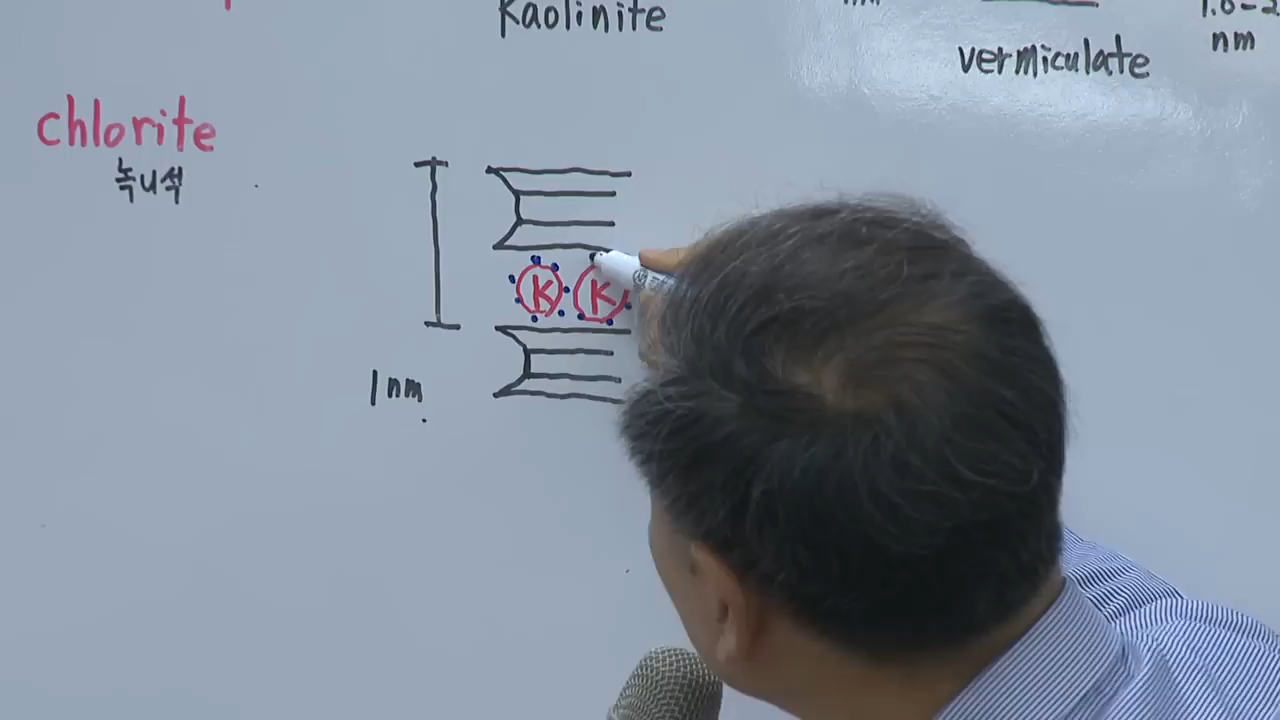 Kaolinite
nm
vermiculate
chlorite
녹니석
K K
1nm